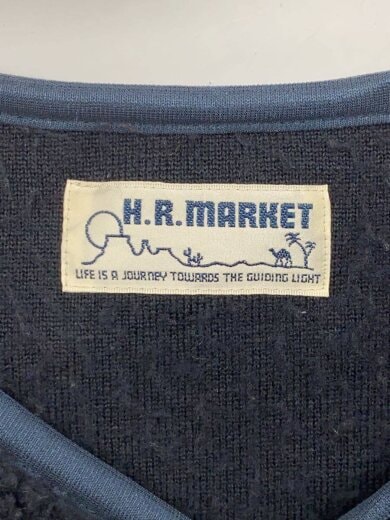 H.R.MARKET
LIFE IS A JOURNEY TOWARDS THE GUIDING LIGHT